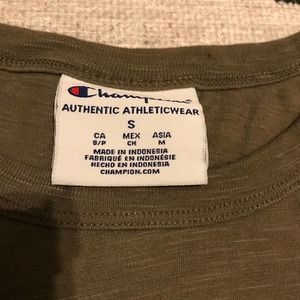 Champion
AUTHENTIC ATHLETICWEAR
S
CA MEX ASIA
S/P CH M
MADE IN INDONESIA
FABRIQUÉ EN INDONÉSIE
HECHO EN INDONESIA
CHAMPION.COM